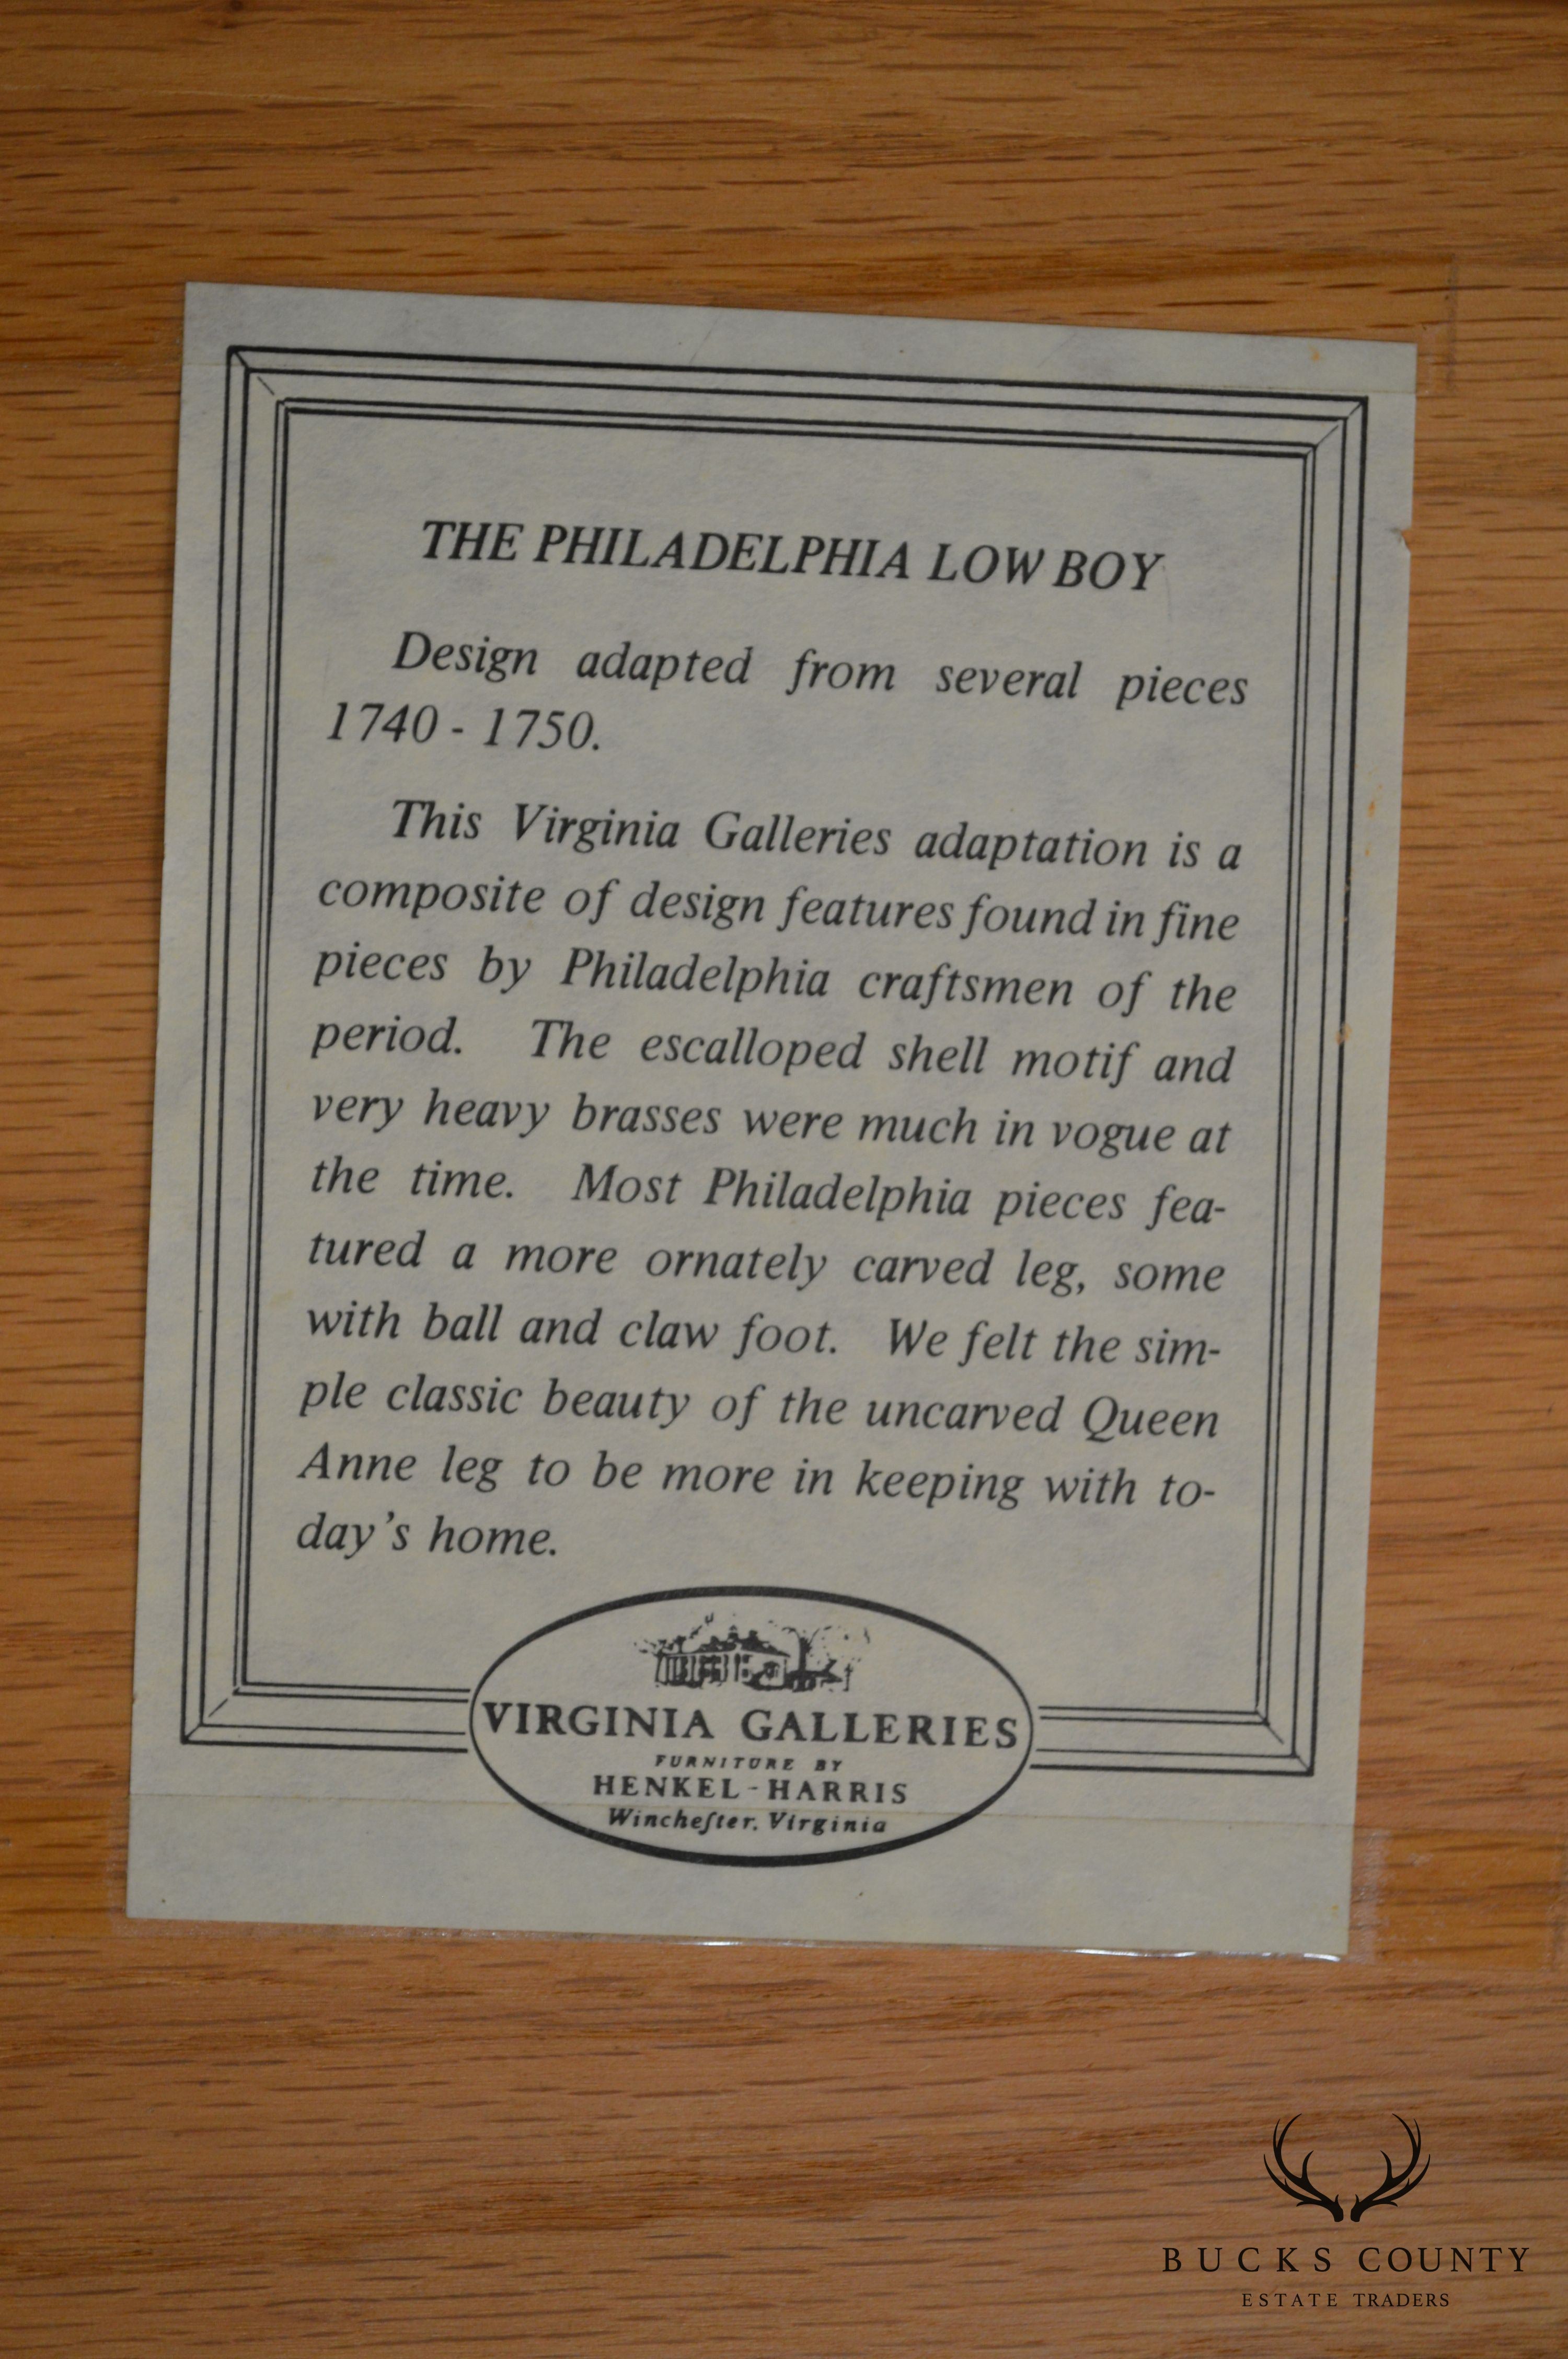 THE PHILADELPHIA LOW BOY
Design adapted from several pieces
1740 - 1750.
This Virginia Galleries adaptation is a
composite of design features found in fine
pieces by Philadelphia craftsmen of the
period. The escalloped shell motif and
very heavy brasses were much in vogue at
the time. Most Philadelphia pieces fea-
tured a more ornately carved leg, some
with ball and claw foot. We felt the sim-
ple classic beauty of the uncarved Queen
Anne leg to be more in keeping with to-
day's home.
VIRGINIA GALLERIES
FURNITURE BY
HENKEL-HARRIS
Wincheſter, Virginia
BUCKS COUNTY
ESTATE TRADERS